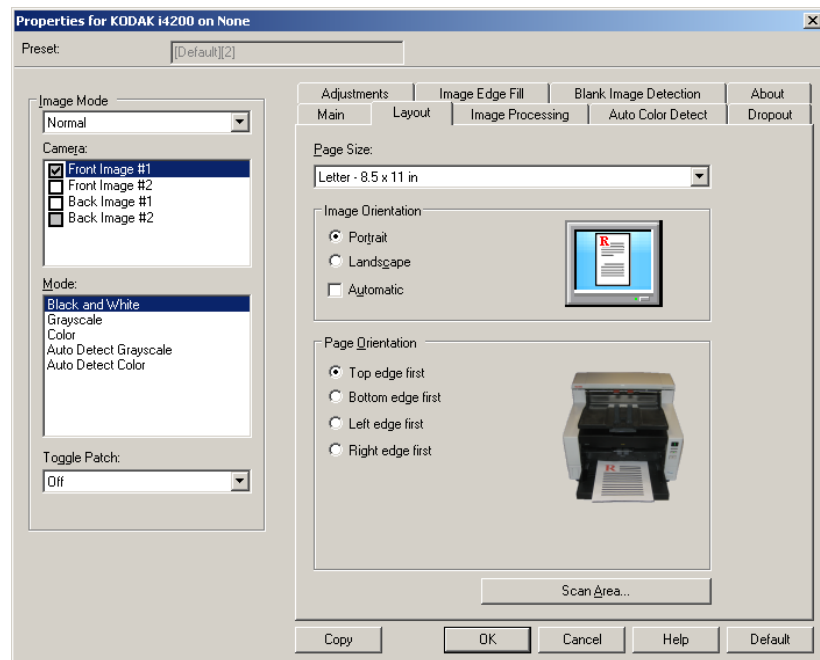 Properties for KODAK i4200 on None
Preset:
[Default][2]
Image Mode
Normal
Camera:
Front Image #1
Front Image #2
Back Image #1
Back Image #2
Mode:
Black and White
Grayscale
Color
Auto Detect Grayscale
Auto Detect Color
Toggle Patch:
Off
Adjustments
Image Edge Fill
Blank Image Detection
About
Main
Layout
Image Processing
Auto Color Detect
Dropout
Page Size:
Letter - 8.5 x 11 in
Image Orientation
Portrait
Landscape
Automatic
R
Page Orientation
Top edge first
Bottom edge first
Left edge first
Right edge first
R
Scan Area...
Copy
OK
Cancel
Help
Default